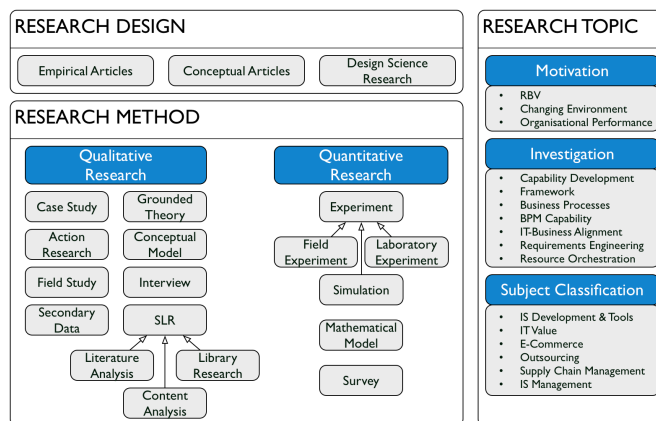 RESEARCH DESIGN
Empirical Articles
Conceptual Articles
Design Science
Research
RESEARCH METHOD
Qualitative
Research
Case Study
Grounded
Theory
Action
Research
Conceptual
Model
Field Study
Interview
Secondary
Data
SLR
Literature
Analysis
Library
Research
Content
Analysis
Quantitative
Research
Experiment
Field
Experiment
Laboratory
Experiment
Simulation
Mathematical
Model
Survey
RESEARCH TOPIC
Motivation
• RBV
• Changing Environment
• Organisational Performance
Investigation
• Capability Development
• Framework
• Business Processes
• BPM Capability
• IT-Business Alignment
• Requirements Engineering
• Resource Orchestration
Subject Classification
• IS Development & Tools
• IT Value
• E-Commerce
• Outsourcing
• Supply Chain Management
• IS Management